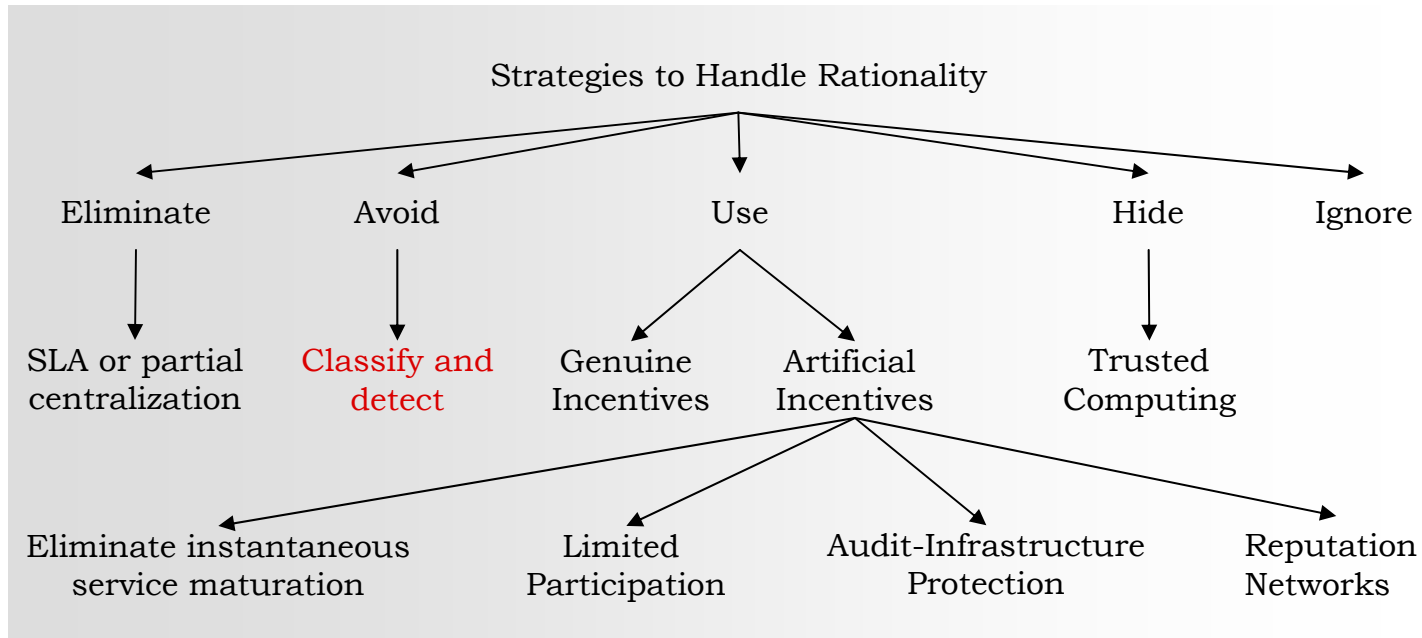 Strategies to Handle Rationality
Eliminate
Avoid
Use
Hide
Ignore
SLA or partial
centralization
Classify and
detect
Genuine
Incentives
Artificial
Incentives
Trusted
Computing
Eliminate instantaneous
service maturation
Limited
Participation
Audit-Infrastructure
Protection
Reputation
Networks